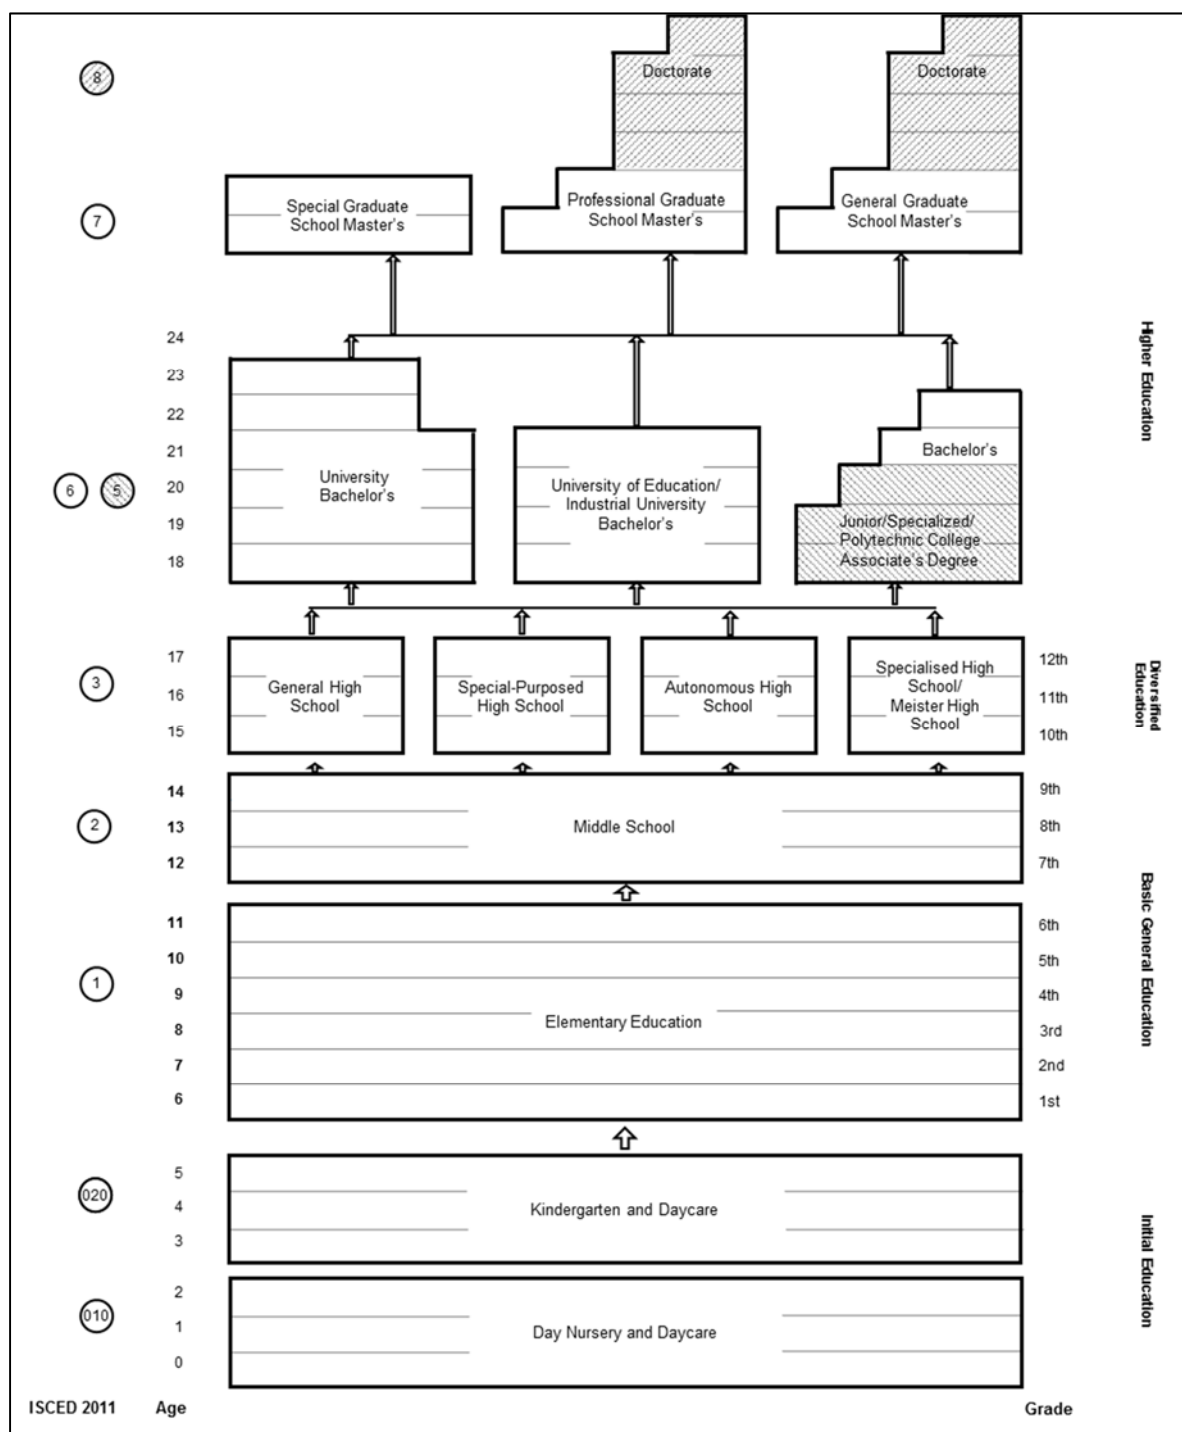 8
Doctorate
Doctorate
7
Special Graduate
School Master's
Professional Graduate
School Master's
General Graduate
School Master's
Higher Education
24
23
22
21
20
19
18
6
5
University
Bachelor's
University of Education/
Industrial University
Bachelor's
Bachelor's
Junior/Specialized/
Polytechnic College
Associate's Degree
3
17
16
15
General High
School
Special-Purposed
High School
Autonomous High
School
Specialised High
School/
Meister High
School
12th
11th
10th
Diversified
Education
2
14
13
12
Middle School
9th
8th
7th
Basic General Education
1
11
10
9
8
7
6
Elementary Education
6th
5th
4th
3rd
2nd
1st
020
5
4
3
Kindergarten and Daycare
Initial Education
010
2
1
0
Day Nursery and Daycare
ISCED 2011
Age
Grade